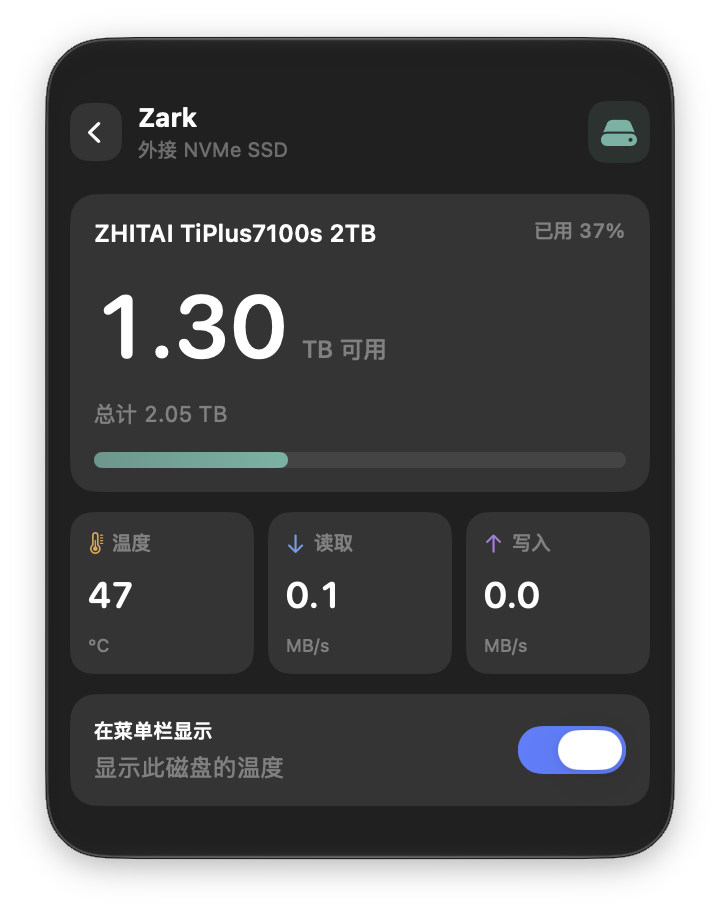 Zark
外接 NVMe SSD
ZHITAI TiPlus7100s 2TB
已用 37%
1.30 TB 可用
总计 2.05 TB
温度
47
°C
读取
0.1
MB/s
写入
0.0
MB/s
在菜单栏显示
显示此磁盘的温度